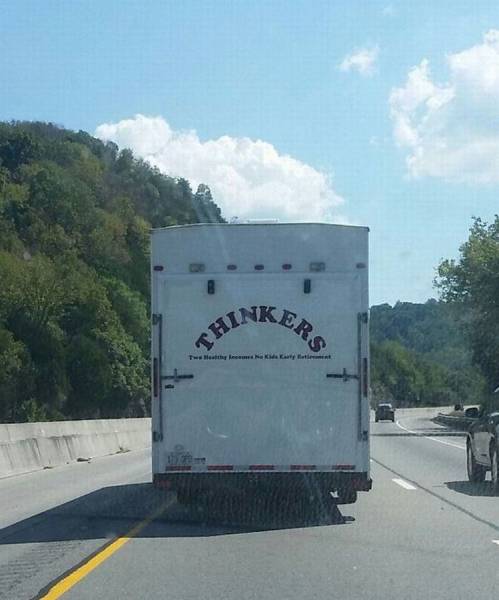 THINKERS
Two Healthy Incomes No Kids Early Retirement